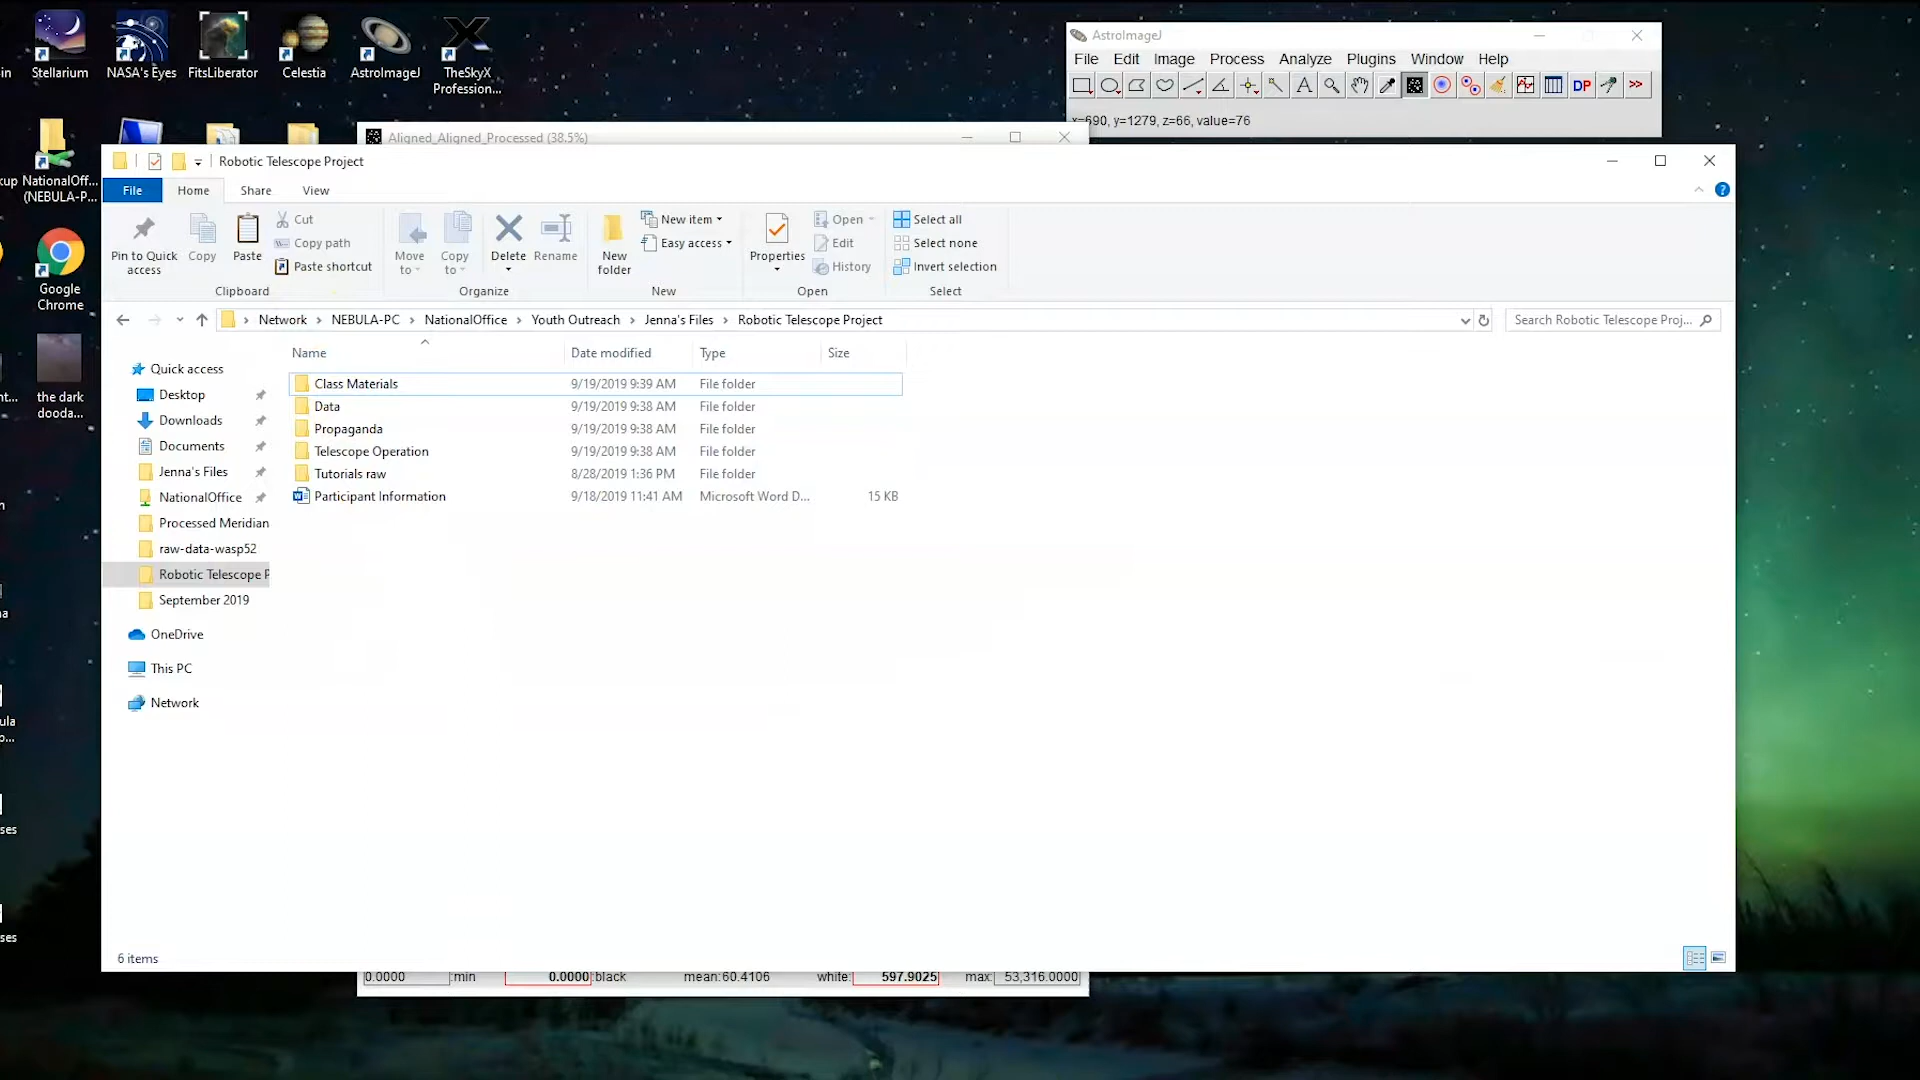 Stellarium
NASA's Eyes
FitsLiberator
Celestia
AstroImageJ
TheSkyX
Profession...
in
AstroImageJ
File Edit Image Process Analyze Plugins Window Help
DP >>
x=690, y=1279, z=66, value=76
Aligned_Aligned_Processed (38.5%)
kup NationalOff...
(NEBULA-P...
Google
Chrome
the dark
dooda...
nt...
n
na
ula
o...
ses
ses
Robotic Telescope Project
File Home Share View
Pin to Quick
access
Copy
Paste
Cut
Copy path
Paste shortcut
Clipboard
Move
to
Copy
to
Delete
Rename
Organize
New
folder
New item
Easy access
New
Properties
Open
Edit
History
Open
Select all
Select none
Invert selection
Select
Network > NEBULA-PC > NationalOffice > Youth Outreach > Jenna's Files > Robotic Telescope Project
Search Robotic Telescope Proj...
Quick access
Desktop
Downloads
Documents
Jenna's Files
NationalOffice
Processed Meridian
raw-data-wasp52
Robotic Telescope P
September 2019
OneDrive
This PC
Network
Name Date modified Type Size
Class Materials 9/19/2019 9:39 AM File folder
Data 9/19/2019 9:38 AM File folder
Propaganda 9/19/2019 9:38 AM File folder
Telescope Operation 9/19/2019 9:38 AM File folder
Tutorials raw 8/28/2019 1:36 PM File folder
Participant Information 9/18/2019 11:41 AM Microsoft Word D... 15 KB
6 items
0.0000 :min 0.0000 :black mean:60.4106 white: 597.9025 max: 53,316.0000